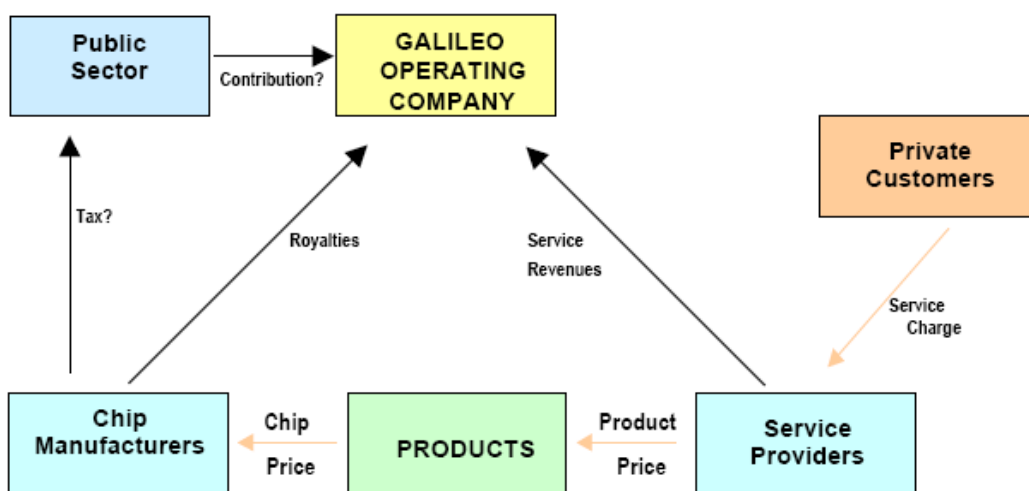 Public
Sector
Contribution?
GALILEO
OPERATING
COMPANY
Private
Customers
Tax?
Royalties
Service
Revenues
Service
Charge
Chip
Manufacturers
Chip
Price
PRODUCTS
Product
Price
Service
Providers